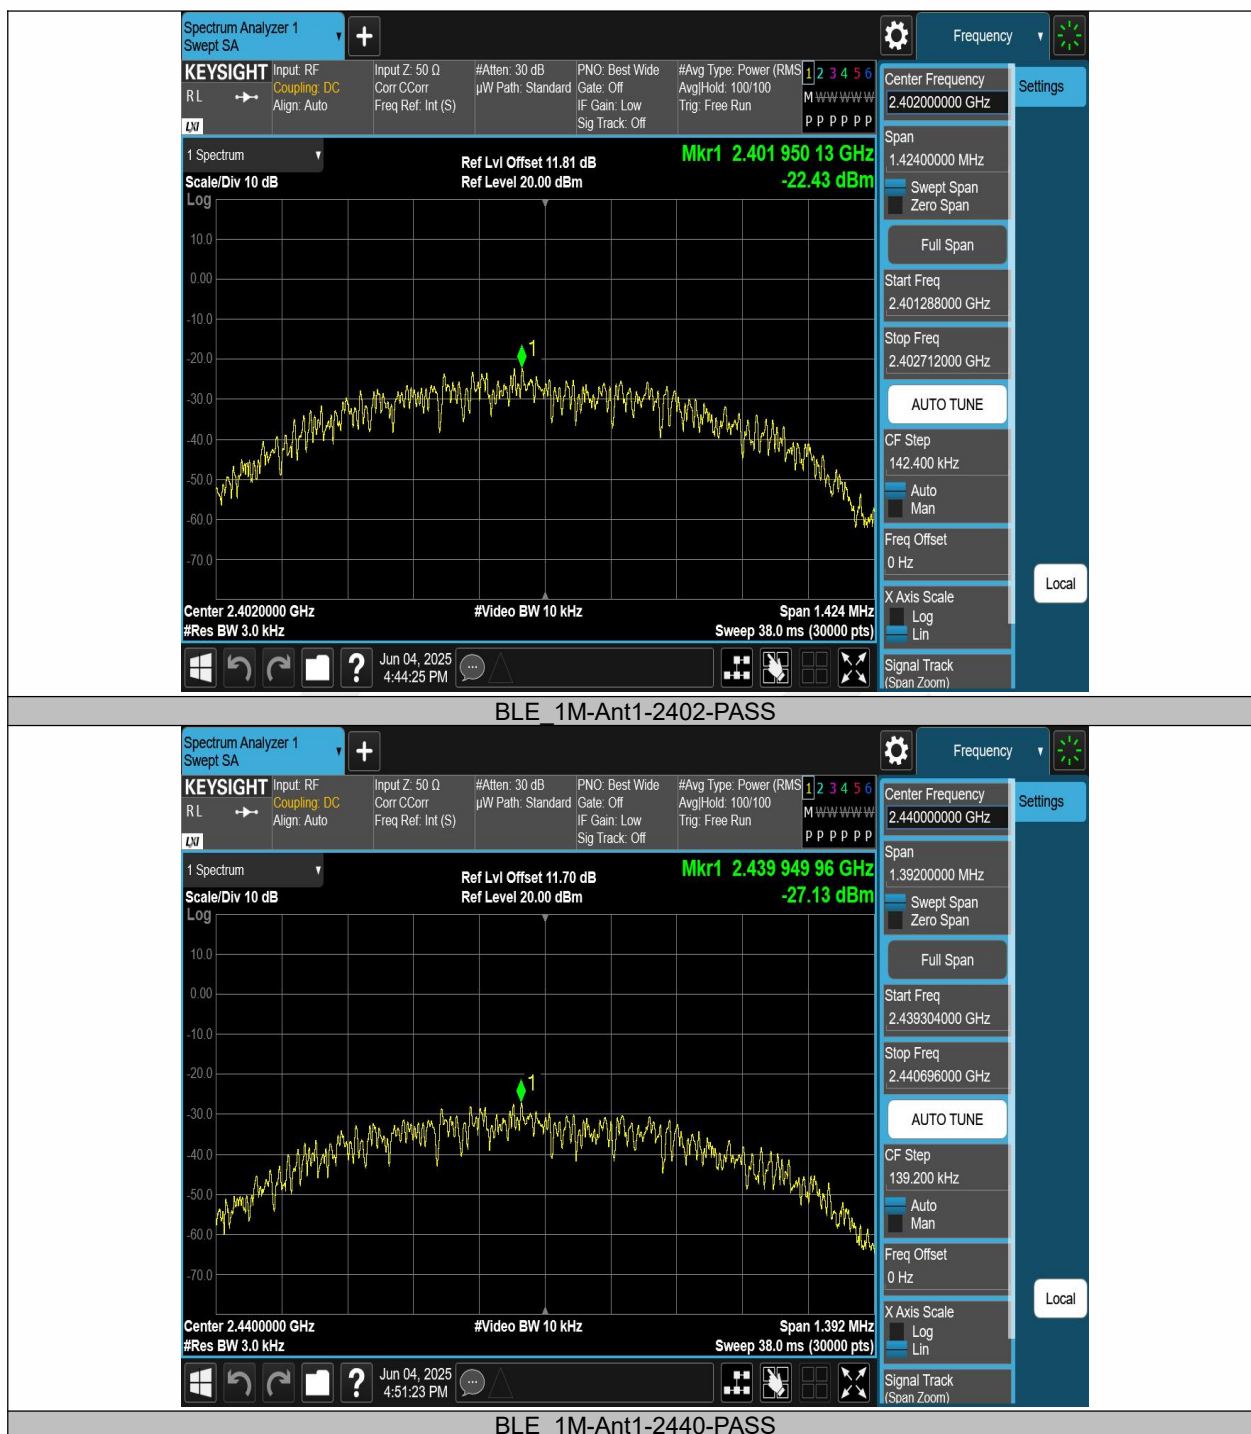 Spectrum Analyzer 1
Swept SA
+
Frequency
KEYSIGHT
RL
LXI
Input: RF
Coupling: DC
Align: Auto
Input Z: 50 Ω
Corr CCorr
Freq Ref: Int (S)
#Atten: 30 dB
µW Path: Standard
PNO: Best Wide
Gate: Off
IF Gain: Low
Sig Track: Off
#Avg Type: Power (RMS
Avg|Hold: 100/100
Trig: Free Run
1 2 3 4 5 6
M W W W W W
P P P P P P
1 Spectrum
Scale/Div 10 dB
Ref Lvl Offset 11.81 dB
Ref Level 20.00 dBm
Mkr1 2.401 950 13 GHz
-22.43 dBm
Log
10.0
0.00
-10.0
-20.0
-30.0
-40.0
-50.0
-60.0
-70.0
1
Center 2.4020000 GHz
#Res BW 3.0 kHz
#Video BW 10 kHz
Span 1.424 MHz
Sweep 38.0 ms (30000 pts)
?
Jun 04, 2025
4:44:25 PM
Center Frequency
2.402000000 GHz
Span
1.42400000 MHz
Swept Span
Zero Span
Full Span
Start Freq
2.401288000 GHz
Stop Freq
2.402712000 GHz
AUTO TUNE
CF Step
142.400 kHz
Auto
Man
Freq Offset
0 Hz
X Axis Scale
Log
Lin
Signal Track
(Span Zoom)
Settings
Local
BLE_1M-Ant1-2402-PASS
Spectrum Analyzer 1
Swept SA
+
Frequency
KEYSIGHT
RL
LXI
Input: RF
Coupling: DC
Align: Auto
Input Z: 50 Ω
Corr CCorr
Freq Ref: Int (S)
#Atten: 30 dB
µW Path: Standard
PNO: Best Wide
Gate: Off
IF Gain: Low
Sig Track: Off
#Avg Type: Power (RMS
Avg|Hold: 100/100
Trig: Free Run
1 2 3 4 5 6
M W W W W W
P P P P P P
1 Spectrum
Scale/Div 10 dB
Ref Lvl Offset 11.70 dB
Ref Level 20.00 dBm
Mkr1 2.439 949 96 GHz
-27.13 dBm
Log
10.0
0.00
-10.0
-20.0
-30.0
-40.0
-50.0
-60.0
-70.0
1
Center 2.4400000 GHz
#Res BW 3.0 kHz
#Video BW 10 kHz
Span 1.392 MHz
Sweep 38.0 ms (30000 pts)
?
Jun 04, 2025
4:51:23 PM
Center Frequency
2.440000000 GHz
Span
1.39200000 MHz
Swept Span
Zero Span
Full Span
Start Freq
2.439304000 GHz
Stop Freq
2.440696000 GHz
AUTO TUNE
CF Step
139.200 kHz
Auto
Man
Freq Offset
0 Hz
X Axis Scale
Log
Lin
Signal Track
(Span Zoom)
Settings
Local
BLE_1M-Ant1-2440-PASS